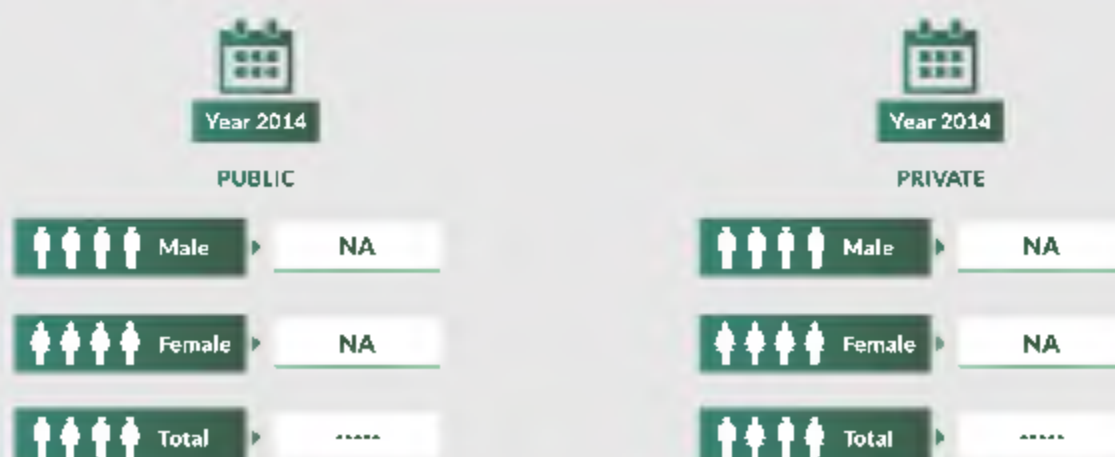 Year 2014
PUBLIC
Male NA
Female NA
Total -----
Year 2014
PRIVATE
Male NA
Female NA
Total -----